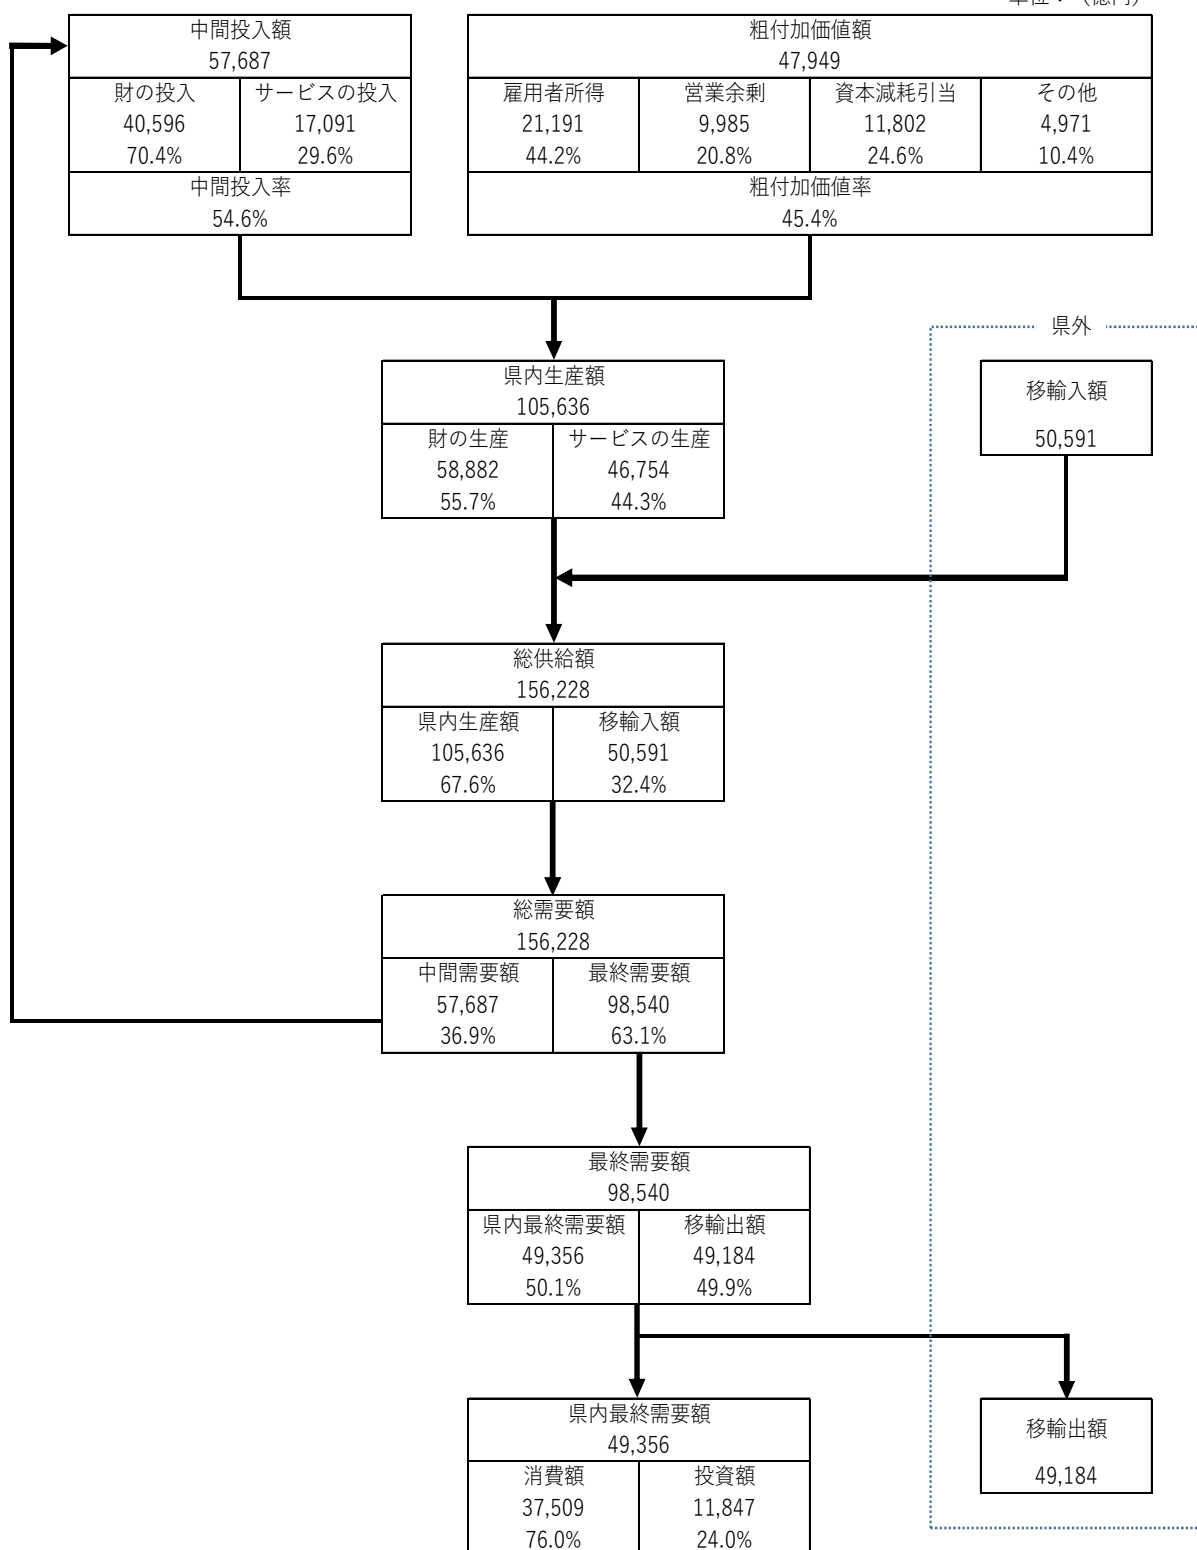 単位：（億円）
中間投入額
57,687
財の投入 サービスの投入
40,596 17,091
70.4% 29.6%
中間投入率
54.6%
粗付加価値額
47,949
雇用者所得 営業余剰 資本減耗引当 その他
21,191 9,985 11,802 4,971
44.2% 20.8% 24.6% 10.4%
粗付加価値率
45.4%
県外
県内生産額
105,636
財の生産 サービスの生産
58,882 46,754
55.7% 44.3%
移輸入額
50,591
総供給額
156,228
県内生産額 移輸入額
105,636 50,591
67.6% 32.4%
総需要額
156,228
中間需要額 最終需要額
57,687 98,540
36.9% 63.1%
最終需要額
98,540
県内最終需要額 移輸出額
49,356 49,184
50.1% 49.9%
県内最終需要額
49,356
消費額 投資額
37,509 11,847
76.0% 24.0%
移輸出額
49,184